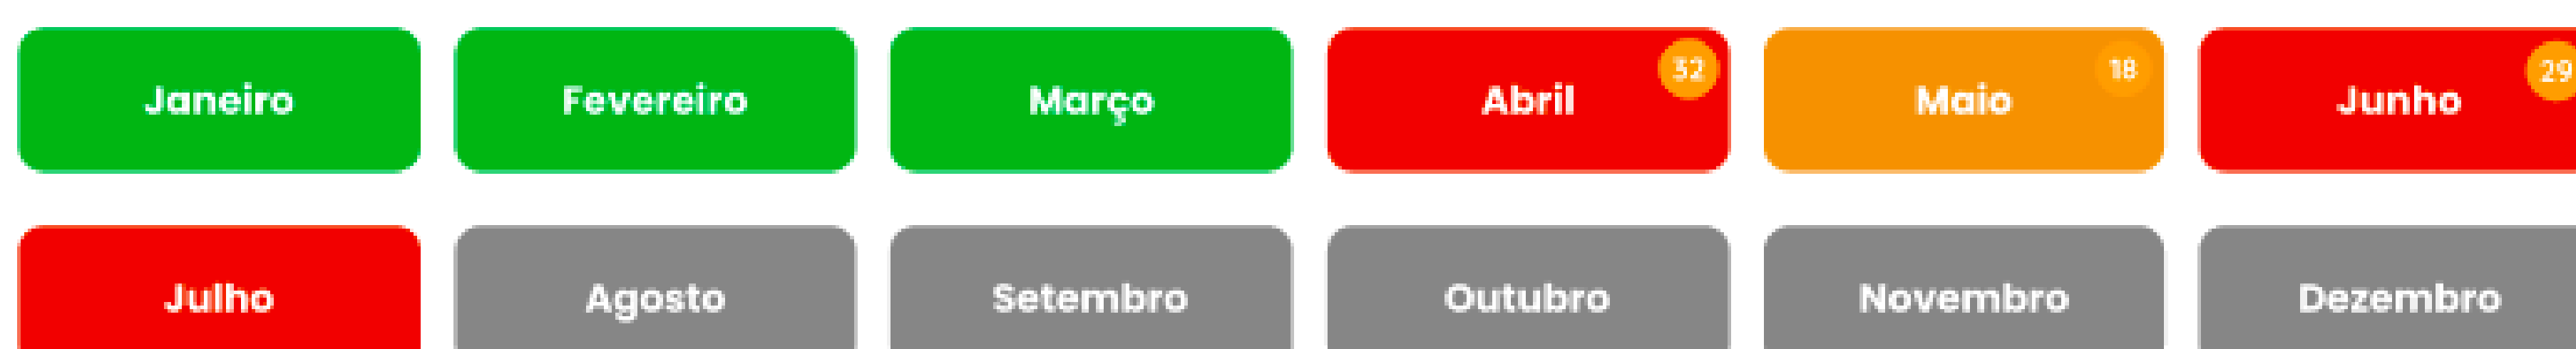 Janeiro Fevereiro Março Abril 32 Maio 18 Junho 29
Julho Agosto Setembro Outubro Novembro Dezembro